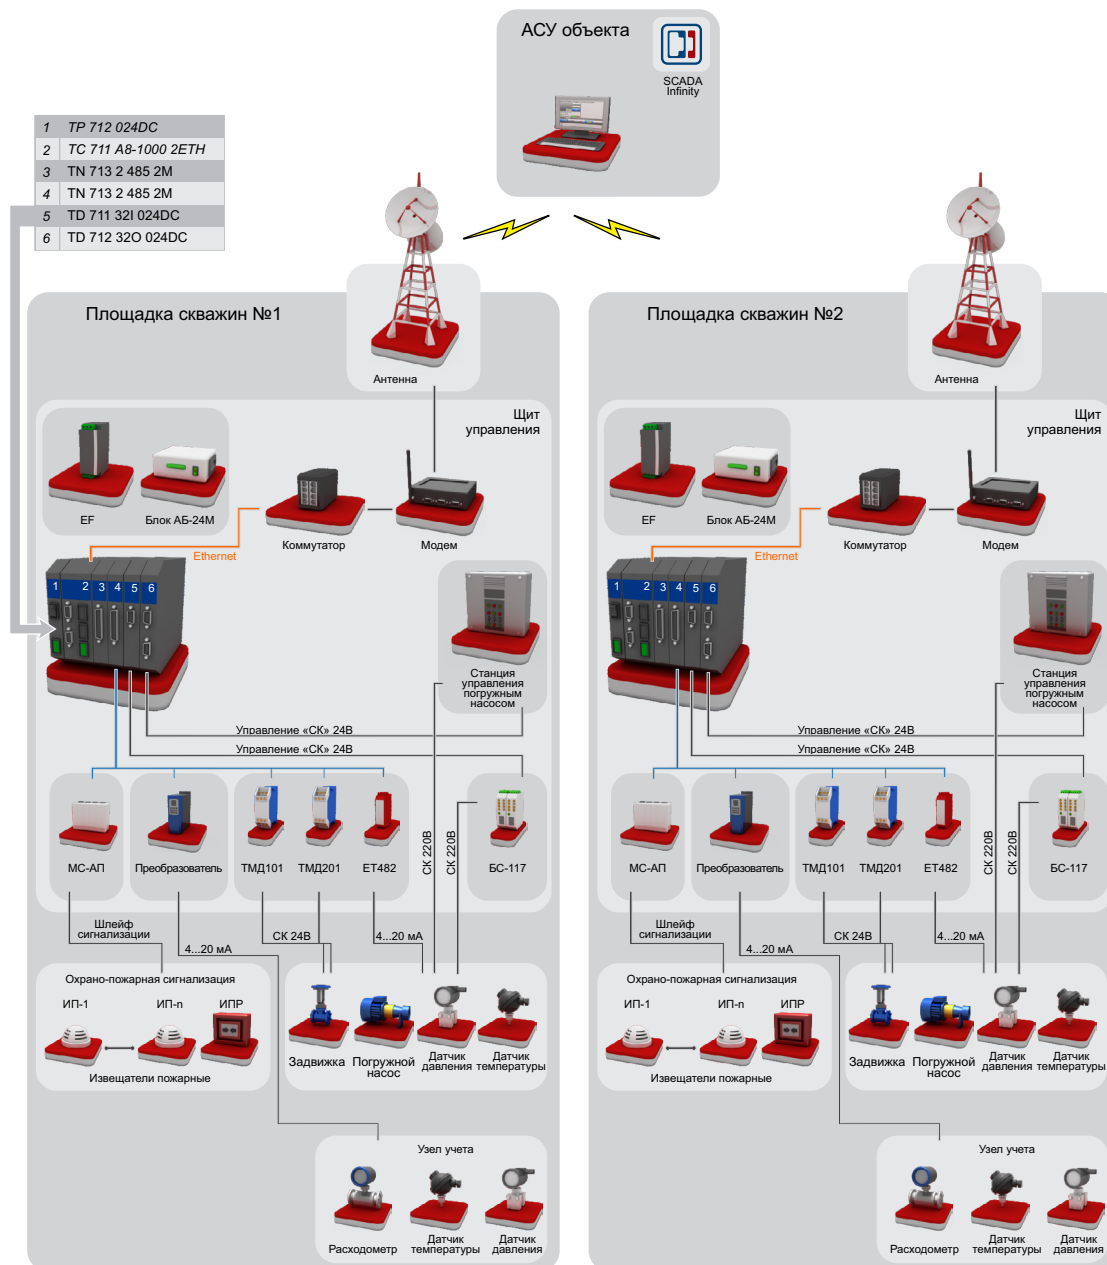 АСУ объекта
SCADA
Infinity
1 TP 712 024DC
2 TC 711 A8-1000 2ETH
3 TN 713 2 485 2M
4 TN 713 2 485 2M
5 TD 711 32I 024DC
6 TD 712 32O 024DC
Площадка скважин №1
Антенна
Щит
управления
EF
Блок АБ-24М
Коммутатор
Модем
Ethernet
1 2 3 4 5 6
Станция
управления
погружным
насосом
Управление «СК» 24В
Управление «СК» 24В
МС-АП
Преобразователь
ТМД101
ТМД201
ЕТ482
СК 220В
СК 220В
БС-117
Шлейф
сигнализации
4...20 мА
СК 24В
4...20 мА
Охрано-пожарная сигнализация
ИП-1
ИП-n
ИПР
Извещатели пожарные
Задвижка
Погружной
насос
Датчик
давления
Датчик
температуры
Узел учета
Расходометр
Датчик
температуры
Датчик
давления
Площадка скважин №2
Антенна
Щит
управления
EF
Блок АБ-24М
Коммутатор
Модем
Ethernet
1 2 3 4 5 6
Станция
управления
погружным
насосом
Управление «СК» 24В
Управление «СК» 24В
МС-АП
Преобразователь
ТМД101
ТМД201
ЕТ482
СК 220В
СК 220В
БС-117
Шлейф
сигнализации
4...20 мА
СК 24В
4...20 мА
Охрано-пожарная сигнализация
ИП-1
ИП-n
ИПР
Извещатели пожарные
Задвижка
Погружной
насос
Датчик
давления
Датчик
температуры
Узел учета
Расходометр
Датчик
температуры
Датчик
давления